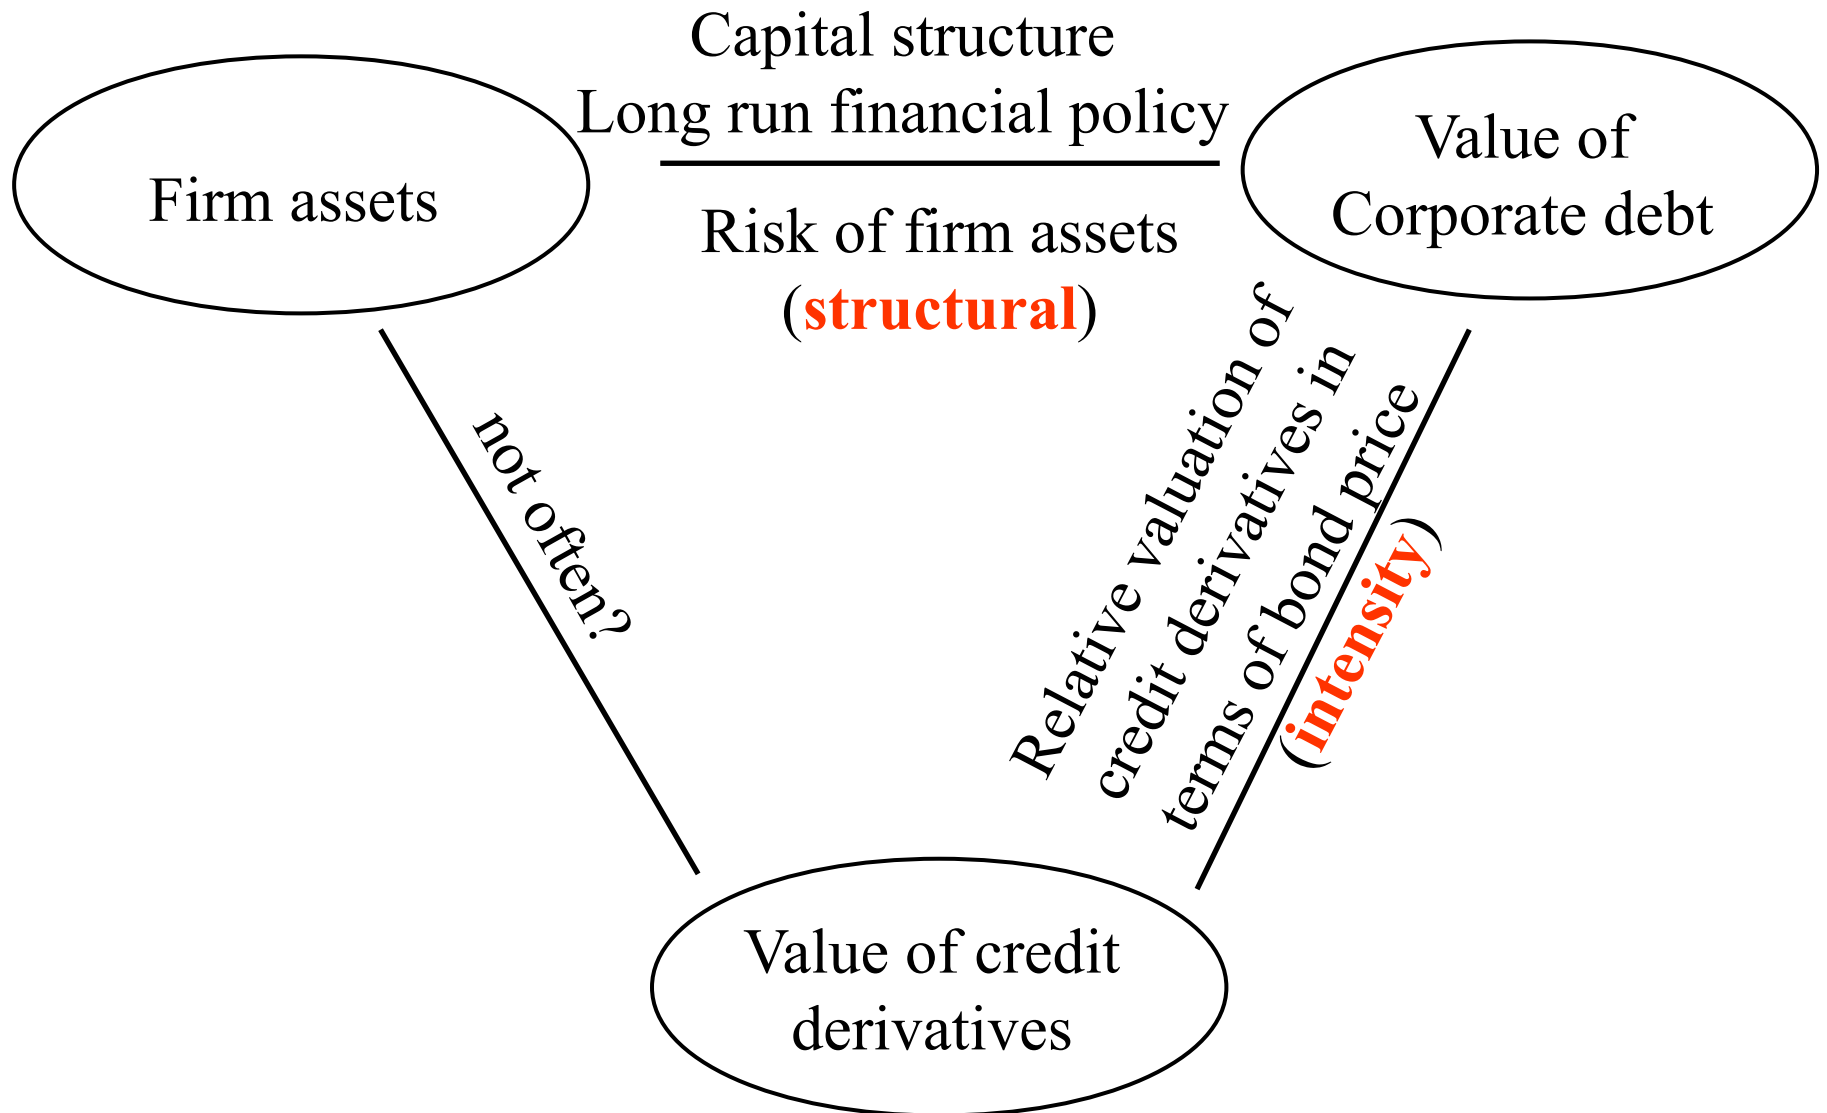 Capital structure
Long run financial policy
Firm assets
Value of
Corporate debt
Risk of firm assets
(structural)
not often?
Relative valuation of
credit derivatives in
terms of bond price
(intensity)
Value of credit
derivatives